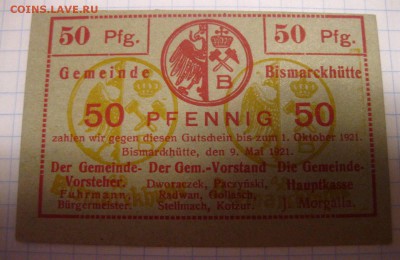 COINS.LAVE.RU
50 Pfg.
50 Pfg.
Gemeinde
Bismarckhütte
B
50 PFENNIG 50
zahlen wir gegen diesen Gutschein bis zum 1. Oktober 1921.
Bismarckhütte, den 9. Mai 1921.
Der Gemeinde- Der Gem.-Vorstand Die Gemeinde-
Vorsteher. Dworaczek, Paczyński, Hauptkasse
Fuhrmann, Radwan, Goliasch, J. Morgalla.
Bürgermeister. Stellmach, Kotzur.